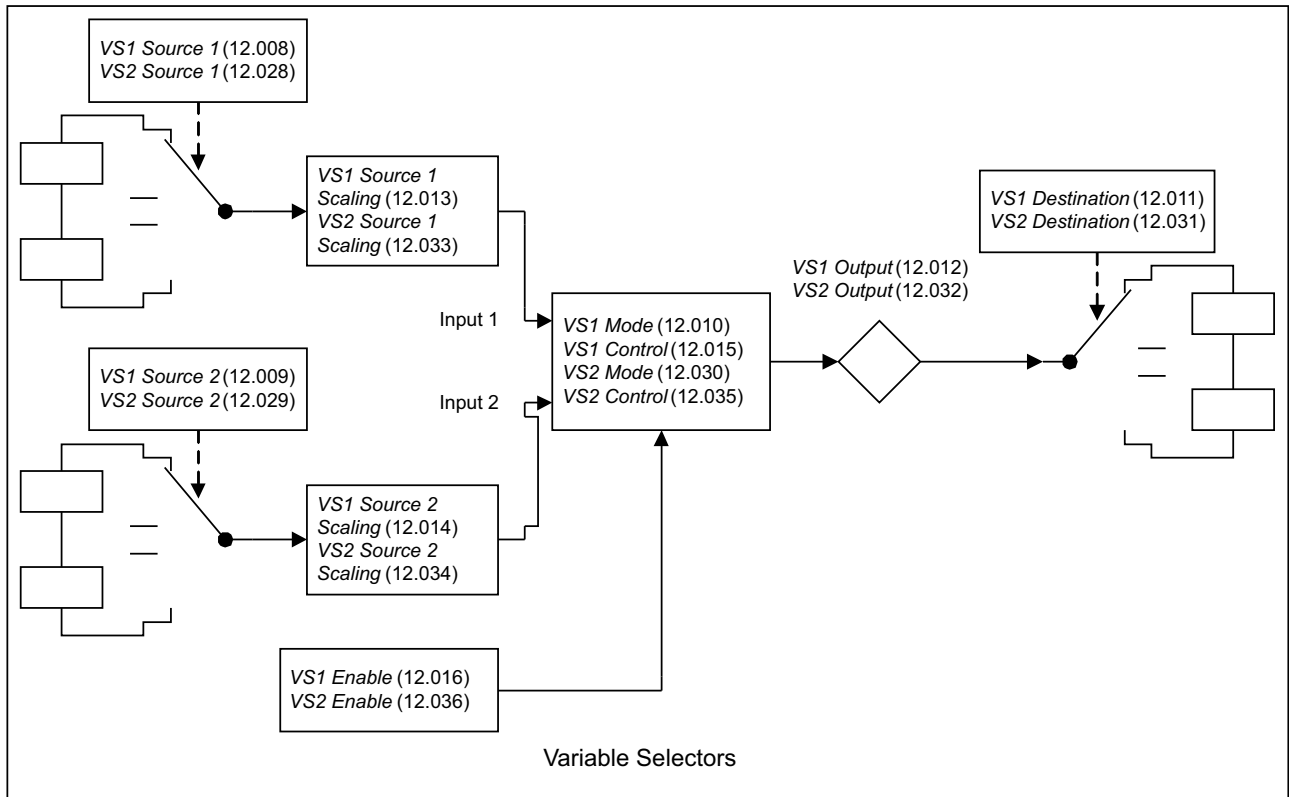 VS1 Source 1 (12.008)
VS2 Source 1 (12.028)
VS1 Source 1
Scaling (12.013)
VS2 Source 1
Scaling (12.033)
VS1 Destination (12.011)
VS2 Destination (12.031)
VS1 Output (12.012)
VS2 Output (12.032)
Input 1
VS1 Mode (12.010)
VS1 Control (12.015)
VS2 Mode (12.030)
VS2 Control (12.035)
VS1 Source 2 (12.009)
VS2 Source 2 (12.029)
Input 2
VS1 Source 2
Scaling (12.014)
VS2 Source 2
Scaling (12.034)
VS1 Enable (12.016)
VS2 Enable (12.036)
Variable Selectors